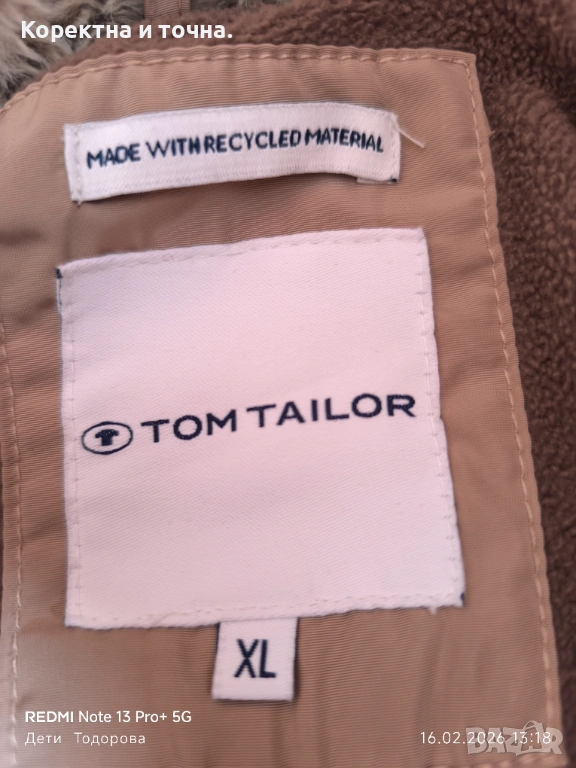 Коректна и точна.
MADE WITH RECYCLED MATERIAL
TOM TAILOR
XL
REDMI Note 13 Pro+ 5G
Дети Тодорова
16.02.2026 13:18
BAZAR